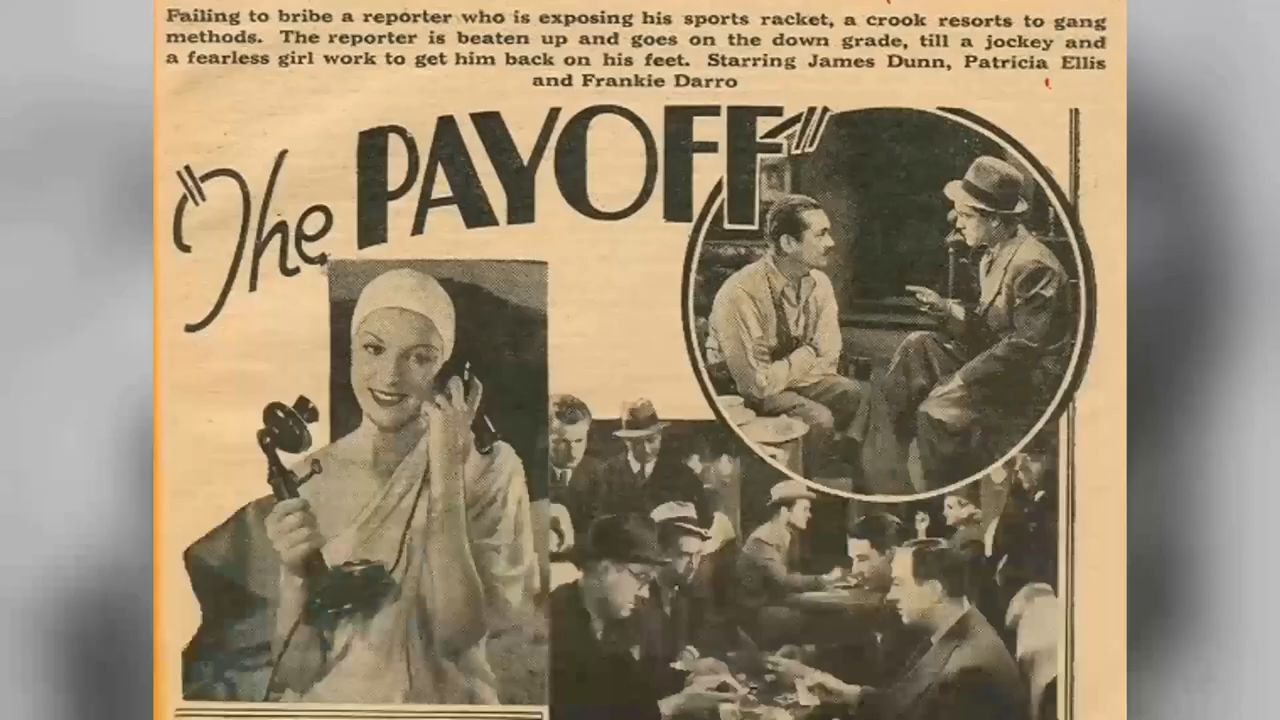 Failing to bribe a reporter who is exposing his sports racket, a crook resorts to gang
methods. The reporter is beaten up and goes on the down grade, till a jockey and
a fearless girl work to get him back on his feet. Starring James Dunn, Patricia Ellis
and Frankie Darro
"The PAYOFF"